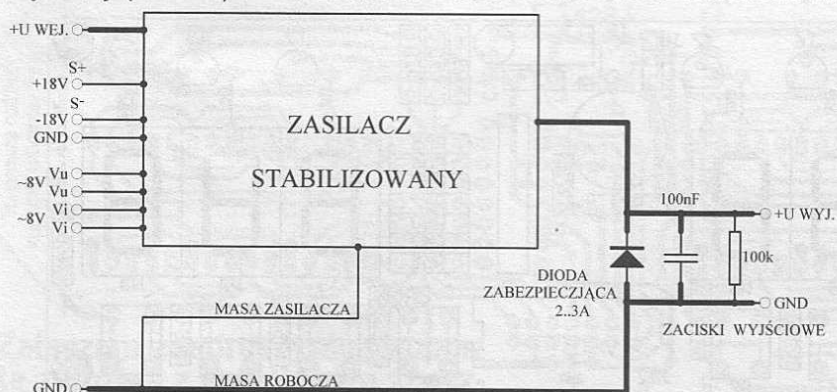 +U WEJ.
S+
+18V
S-
-18V
GND
Vu
~8V
Vu
Vi
~8V
Vi
ZASILACZ
STABILIZOWANY
100nF
+U WYJ.
100k
DIODA
ZABEZPIECZJĄCA
2..3A
GND
ZACISKI WYJŚCIOWE
MASA ZASILACZA
GND
MASA ROBOCZA